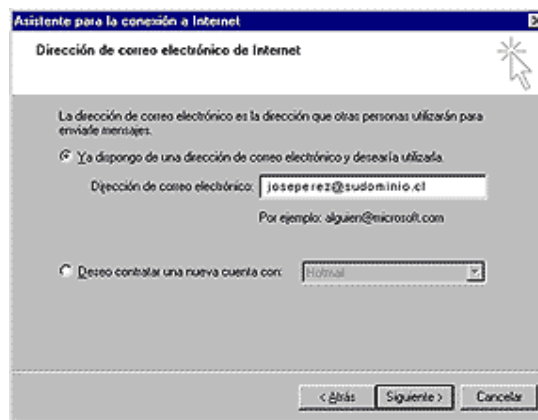 Asistente para la conexión a Internet
Dirección de correo electrónico de Internet
La dirección de correo electrónico es la dirección que otras personas utilizarán para
enviarle mensajes.
Ya dispongo de una dirección de correo electrónico y desearía utilizarla.
Dirección de correo electrónico: joseperez@sudominio.cl
Por ejemplo: alguien@microsoft.com
Deseo contratar una nueva cuenta con: Hotmail
< Atrás Siguiente > Cancelar